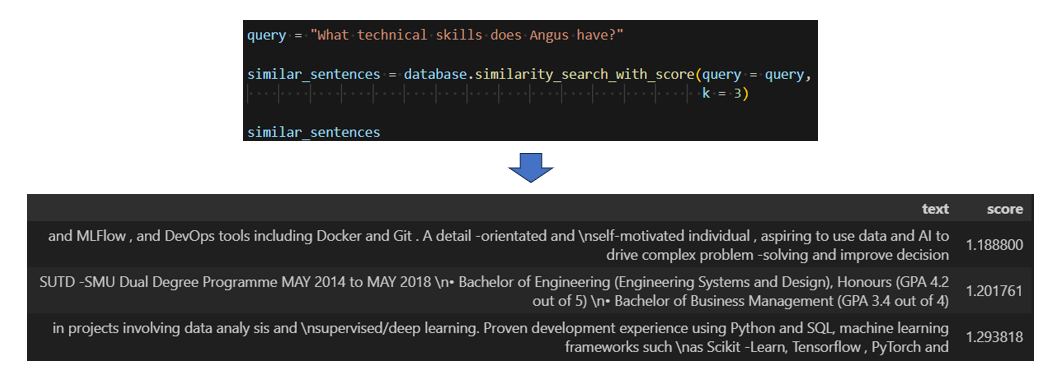 query = "What technical skills does Angus have?"
similar_sentences = database.similarity_search_with_score(query = query,
k = 3)
similar_sentences
text score
and MLFlow , and DevOps tools including Docker and Git . A detail -orientated and \nself-motivated individual , aspiring to use data and AI to
drive complex problem -solving and improve decision
1.188800
SUTD -SMU Dual Degree Programme MAY 2014 to MAY 2018 \n• Bachelor of Engineering (Engineering Systems and Design), Honours (GPA 4.2
out of 5) \n• Bachelor of Business Management (GPA 3.4 out of 4)
1.201761
in projects involving data analy sis and \nsupervised/deep learning. Proven development experience using Python and SQL, machine learning
frameworks such \nas Scikit -Learn, Tensorflow , PyTorch and
1.293818